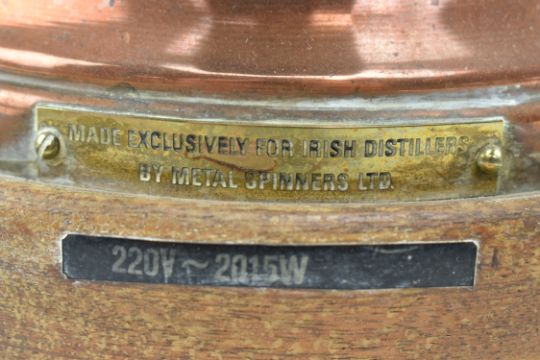 MADE EXCLUSIVELY FOR IRISH DISTILLERS
BY METAL SPINNERS LTD.
220V ~ 2015W